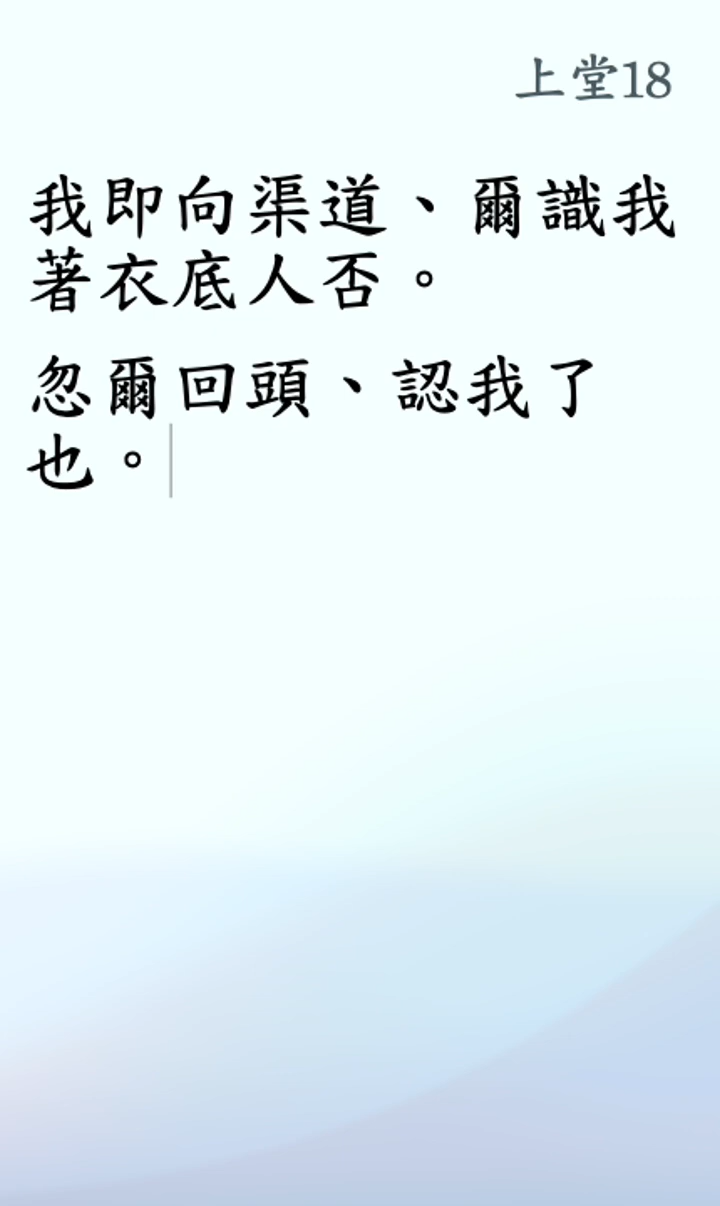 上堂18
我即向渠道、爾識我
著衣底人否。
忽爾回頭、認我了
也。